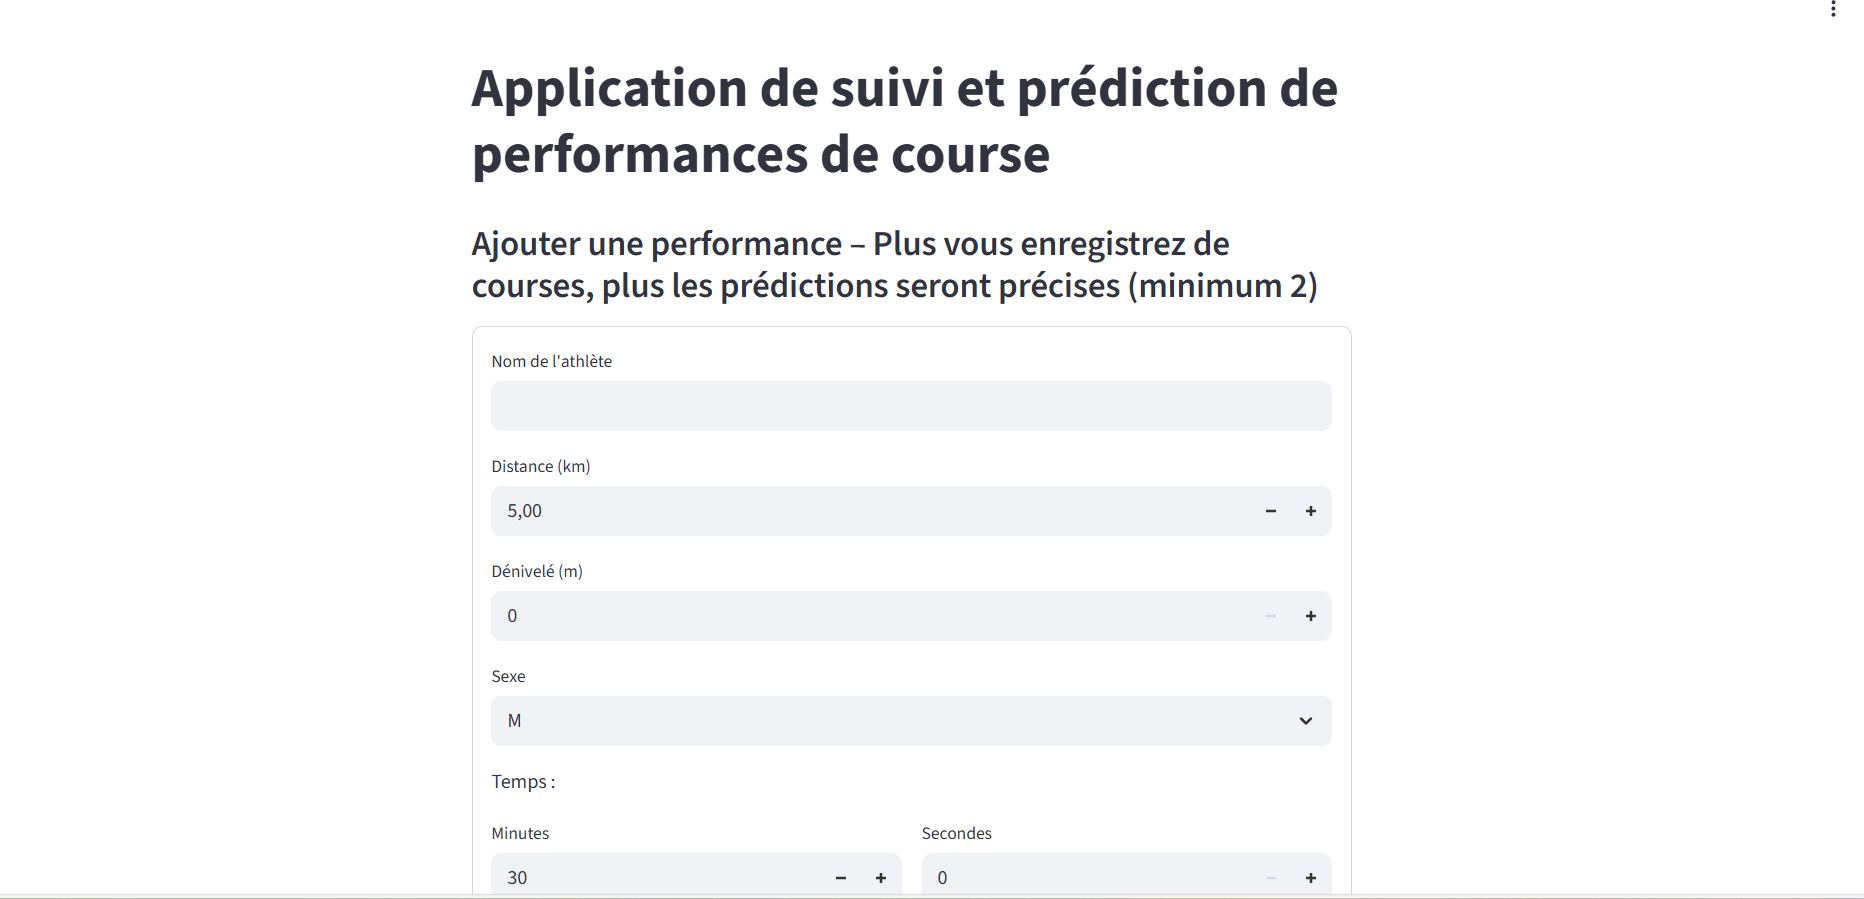 Application de suivi et prédiction de
performances de course
Ajouter une performance – Plus vous enregistrez de
courses, plus les prédictions seront précises (minimum 2)
Nom de l'athlète
Distance (km)
5,00
Dénivelé (m)
0
Sexe
M
Temps :
Minutes
Secondes
30
0